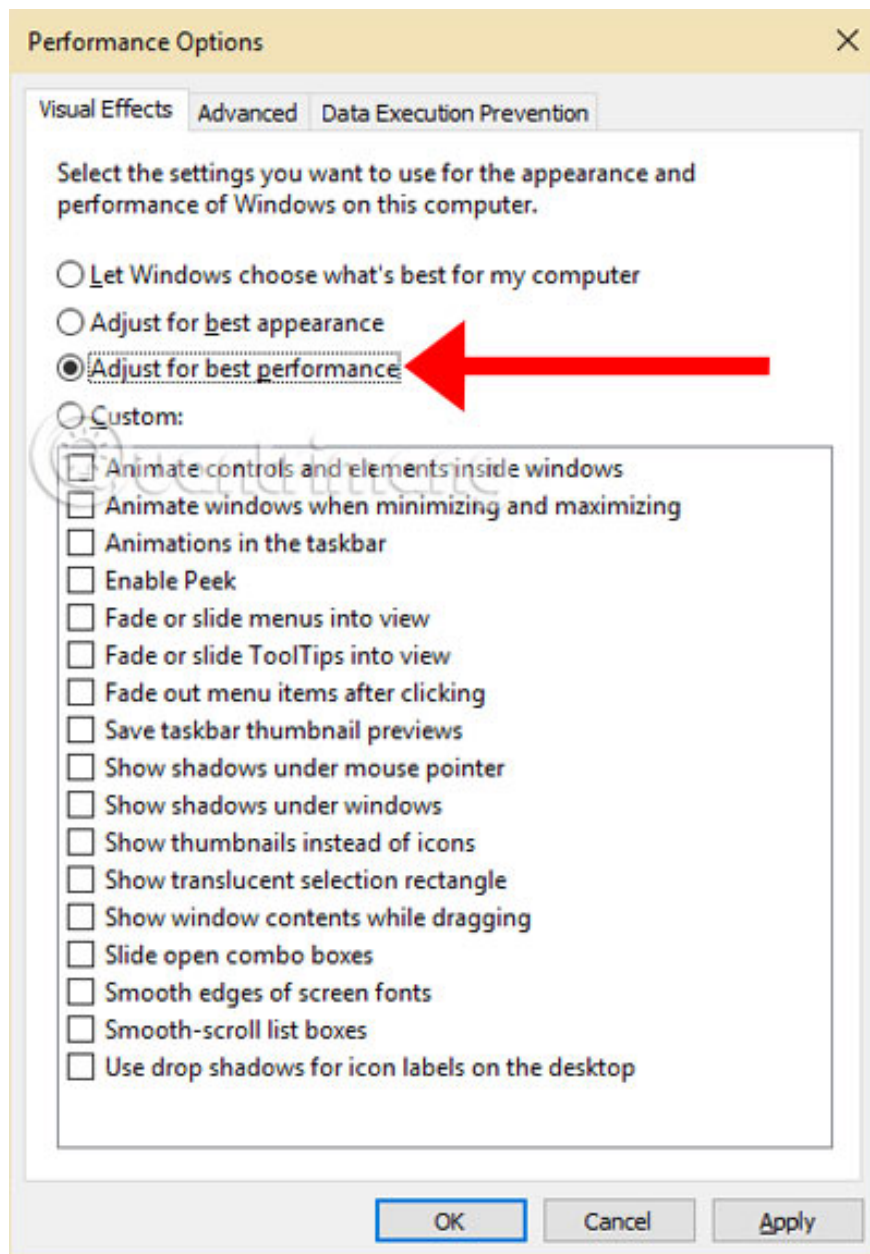 Performance Options
Visual Effects
Advanced
Data Execution Prevention
Select the settings you want to use for the appearance and
performance of Windows on this computer.
Let Windows choose what's best for my computer
Adjust for best appearance
Adjust for best performance
Custom:
Quantrimang
Animate controls and elements inside windows
Animate windows when minimizing and maximizing
Animations in the taskbar
Enable Peek
Fade or slide menus into view
Fade or slide ToolTips into view
Fade out menu items after clicking
Save taskbar thumbnail previews
Show shadows under mouse pointer
Show shadows under windows
Show thumbnails instead of icons
Show translucent selection rectangle
Show window contents while dragging
Slide open combo boxes
Smooth edges of screen fonts
Smooth-scroll list boxes
Use drop shadows for icon labels on the desktop
OK
Cancel
Apply